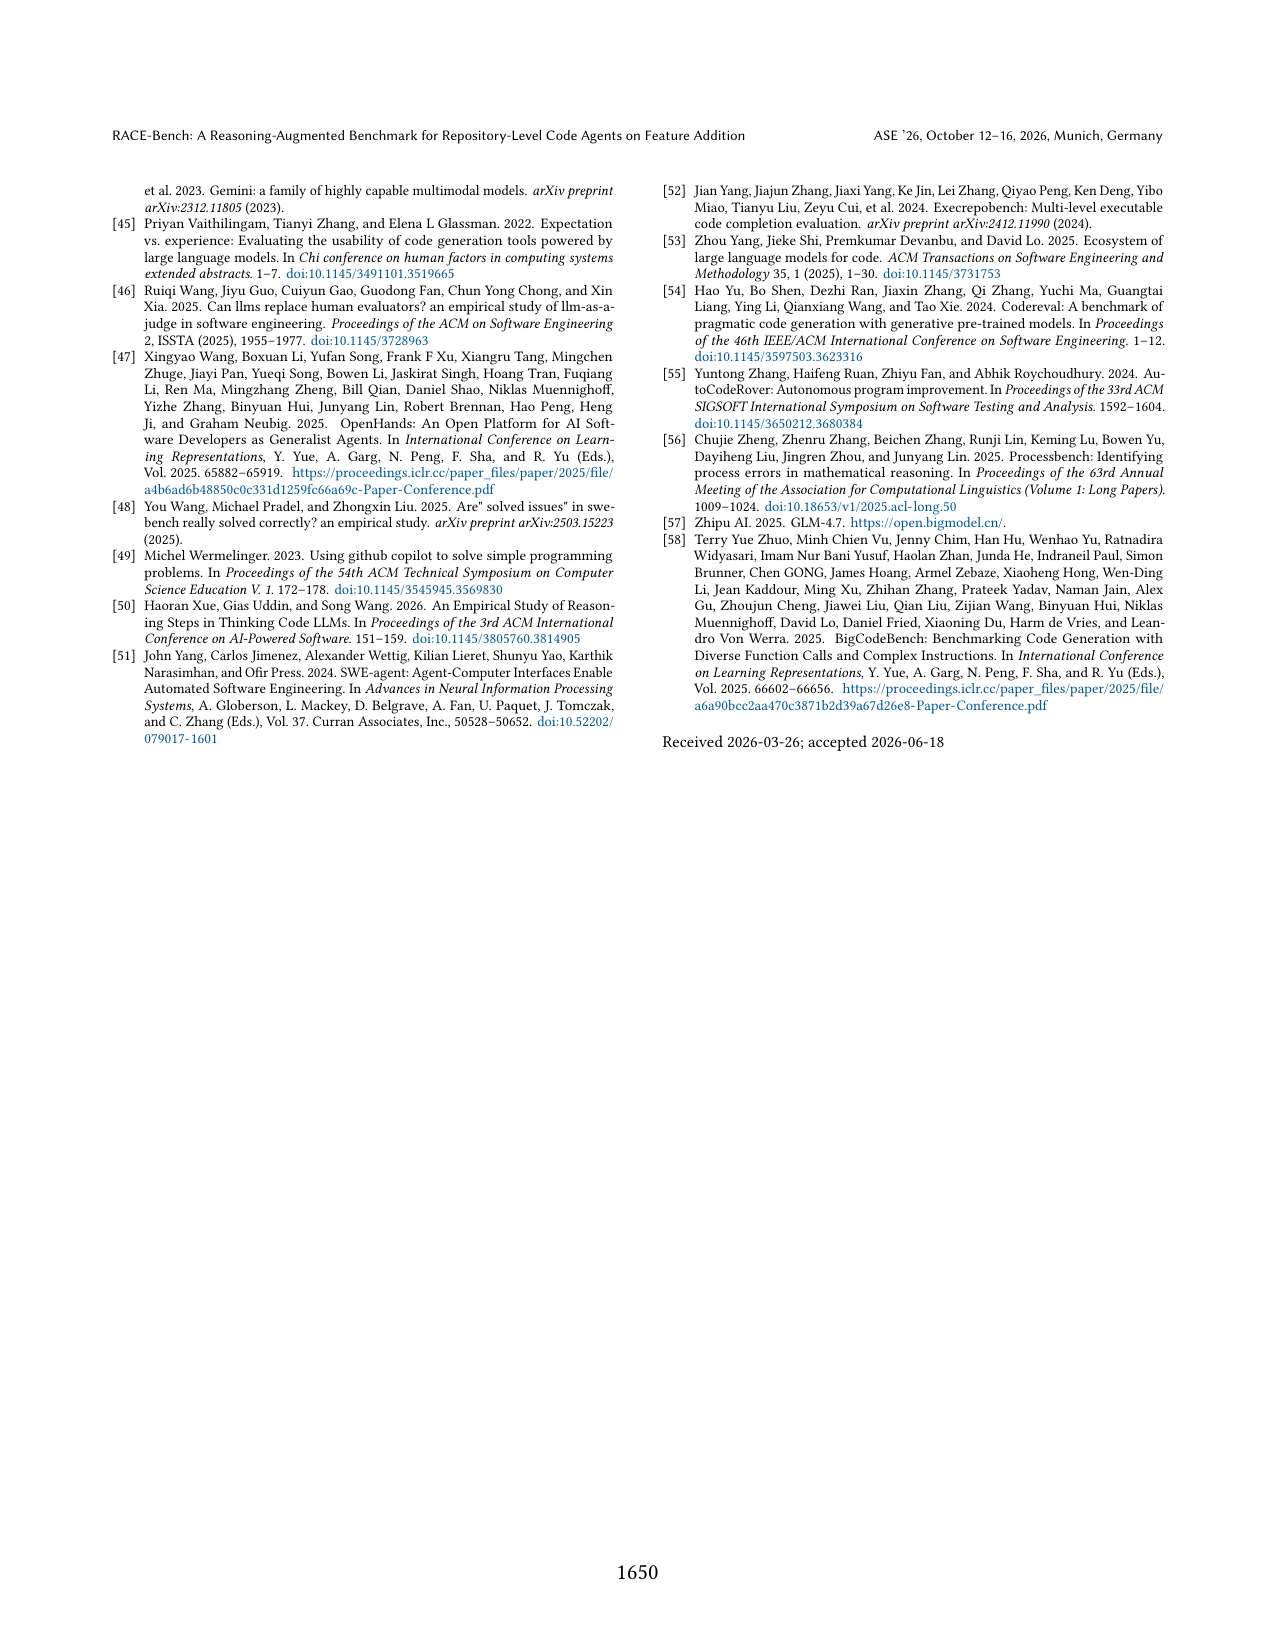 RACE-Bench: A Reasoning-Augmented Benchmark for Repository-Level Code Agents on Feature Addition
ASE ’26, October 12–16, 2026, Munich, Germany
et al. 2023. Gemini: a family of highly capable multimodal models. arXiv preprint
arXiv:2312.11805 (2023).
[45] Priyan Vaithilingam, Tianyi Zhang, and Elena L Glassman. 2022. Expectation
vs. experience: Evaluating the usability of code generation tools powered by
large language models. In Chi conference on human factors in computing systems
extended abstracts. 1–7. doi:10.1145/3491101.3519665
[46] Ruiqi Wang, Jiyu Guo, Cuiyun Gao, Guodong Fan, Chun Yong Chong, and Xin
Xia. 2025. Can llms replace human evaluators? an empirical study of llm-as-a-
judge in software engineering. Proceedings of the ACM on Software Engineering
2, ISSTA (2025), 1955–1977. doi:10.1145/3728963
[47] Xingyao Wang, Boxuan Li, Yufan Song, Frank F Xu, Xiangru Tang, Mingchen
Zhuge, Jiayi Pan, Yueqi Song, Bowen Li, Jaskirat Singh, Hoang Tran, Fuqiang
Li, Ren Ma, Mingzhang Zheng, Bill Qian, Daniel Shao, Niklas Muennighoff,
Yizhe Zhang, Binyuan Hui, Junyang Lin, Robert Brennan, Hao Peng, Heng
Ji, and Graham Neubig. 2025. OpenHands: An Open Platform for AI Soft-
ware Developers as Generalist Agents. In International Conference on Learn-
ing Representations, Y. Yue, A. Garg, N. Peng, F. Sha, and R. Yu (Eds.),
Vol. 2025. 65882–65919. https://proceedings.iclr.cc/paper_files/paper/2025/file/
a4b6ad6b48850c0c331d1259fc66a69c-Paper-Conference.pdf
[48] You Wang, Michael Pradel, and Zhongxin Liu. 2025. Are" solved issues" in swe-
bench really solved correctly? an empirical study. arXiv preprint arXiv:2503.15223
(2025).
[49] Michel Wermelinger. 2023. Using github copilot to solve simple programming
problems. In Proceedings of the 54th ACM Technical Symposium on Computer
Science Education V. 1. 172–178. doi:10.1145/3545945.3569830
[50] Haoran Xue, Gias Uddin, and Song Wang. 2026. An Empirical Study of Reason-
ing Steps in Thinking Code LLMs. In Proceedings of the 3rd ACM International
Conference on AI-Powered Software. 151–159. doi:10.1145/3805760.3814905
[51] John Yang, Carlos Jimenez, Alexander Wettig, Kilian Lieret, Shunyu Yao, Karthik
Narasimhan, and Ofir Press. 2024. SWE-agent: Agent-Computer Interfaces Enable
Automated Software Engineering. In Advances in Neural Information Processing
Systems, A. Globerson, L. Mackey, D. Belgrave, A. Fan, U. Paquet, J. Tomczak,
and C. Zhang (Eds.), Vol. 37. Curran Associates, Inc., 50528–50652. doi:10.52202/
079017-1601
[52] Jian Yang, Jiajun Zhang, Jiaxi Yang, Ke Jin, Lei Zhang, Qiyao Peng, Ken Deng, Yibo
Miao, Tianyu Liu, Zeyu Cui, et al. 2024. Execrepobench: Multi-level executable
code completion evaluation. arXiv preprint arXiv:2412.11990 (2024).
[53] Zhou Yang, Jieke Shi, Premkumar Devanbu, and David Lo. 2025. Ecosystem of
large language models for code. ACM Transactions on Software Engineering and
Methodology 35, 1 (2025), 1–30. doi:10.1145/3731753
[54] Hao Yu, Bo Shen, Dezhi Ran, Jiaxin Zhang, Qi Zhang, Yuchi Ma, Guangtai
Liang, Ying Li, Qianxiang Wang, and Tao Xie. 2024. Codereval: A benchmark of
pragmatic code generation with generative pre-trained models. In Proceedings
of the 46th IEEE/ACM International Conference on Software Engineering. 1–12.
doi:10.1145/3597503.3623316
[55] Yuntong Zhang, Haifeng Ruan, Zhiyu Fan, and Abhik Roychoudhury. 2024. Au-
toCodeRover: Autonomous program improvement. In Proceedings of the 33rd ACM
SIGSOFT International Symposium on Software Testing and Analysis. 1592–1604.
doi:10.1145/3650212.3680384
[56] Chujie Zheng, Zhenru Zhang, Beichen Zhang, Runji Lin, Keming Lu, Bowen Yu,
Dayiheng Liu, Jingren Zhou, and Junyang Lin. 2025. Processbench: Identifying
process errors in mathematical reasoning. In Proceedings of the 63rd Annual
Meeting of the Association for Computational Linguistics (Volume 1: Long Papers).
1009–1024. doi:10.18653/v1/2025.acl-long.50
[57] Zhipu AI. 2025. GLM-4.7. https://open.bigmodel.cn/.
[58] Terry Yue Zhuo, Minh Chien Vu, Jenny Chim, Han Hu, Wenhao Yu, Ratnadira
Widyasari, Imam Nur Bani Yusuf, Haolan Zhan, Junda He, Indraneil Paul, Simon
Brunner, Chen GONG, James Hoang, Armel Zebaze, Xiaoheng Hong, Wen-Ding
Li, Jean Kaddour, Ming Xu, Zhihan Zhang, Prateek Yadav, Naman Jain, Alex
Gu, Zhoujun Cheng, Jiawei Liu, Qian Liu, Zijian Wang, Binyuan Hui, Niklas
Muennighoff, David Lo, Daniel Fried, Xiaoning Du, Harm de Vries, and Lean-
dro Von Werra. 2025. BigCodeBench: Benchmarking Code Generation with
Diverse Function Calls and Complex Instructions. In International Conference
on Learning Representations, Y. Yue, A. Garg, N. Peng, F. Sha, and R. Yu (Eds.),
Vol. 2025. 66602–66656. https://proceedings.iclr.cc/paper_files/paper/2025/file/
a6a90bcc2aa470c3871b2d39a67d26e8-Paper-Conference.pdf
Received 2026-03-26; accepted 2026-06-18
1650